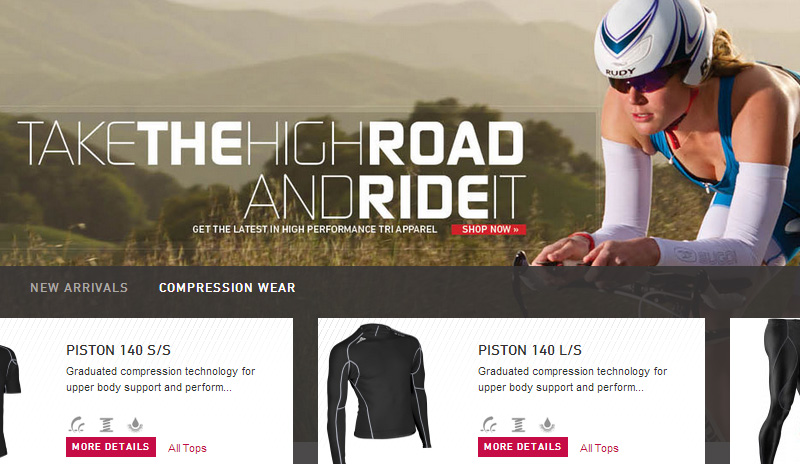 RUDY
TAKETHEHIGHROAD
ANDRIDEIT
GET THE LATEST IN HIGH PERFORMANCE TRI APPAREL SHOP NOW »
SUGOI
NEW ARRIVALS COMPRESSION WEAR
PISTON 140 S/S
Graduated compression technology for
upper body support and perform...
MORE DETAILS All Tops
PISTON 140 L/S
Graduated compression technology for
upper body support and perform...
MORE DETAILS All Tops